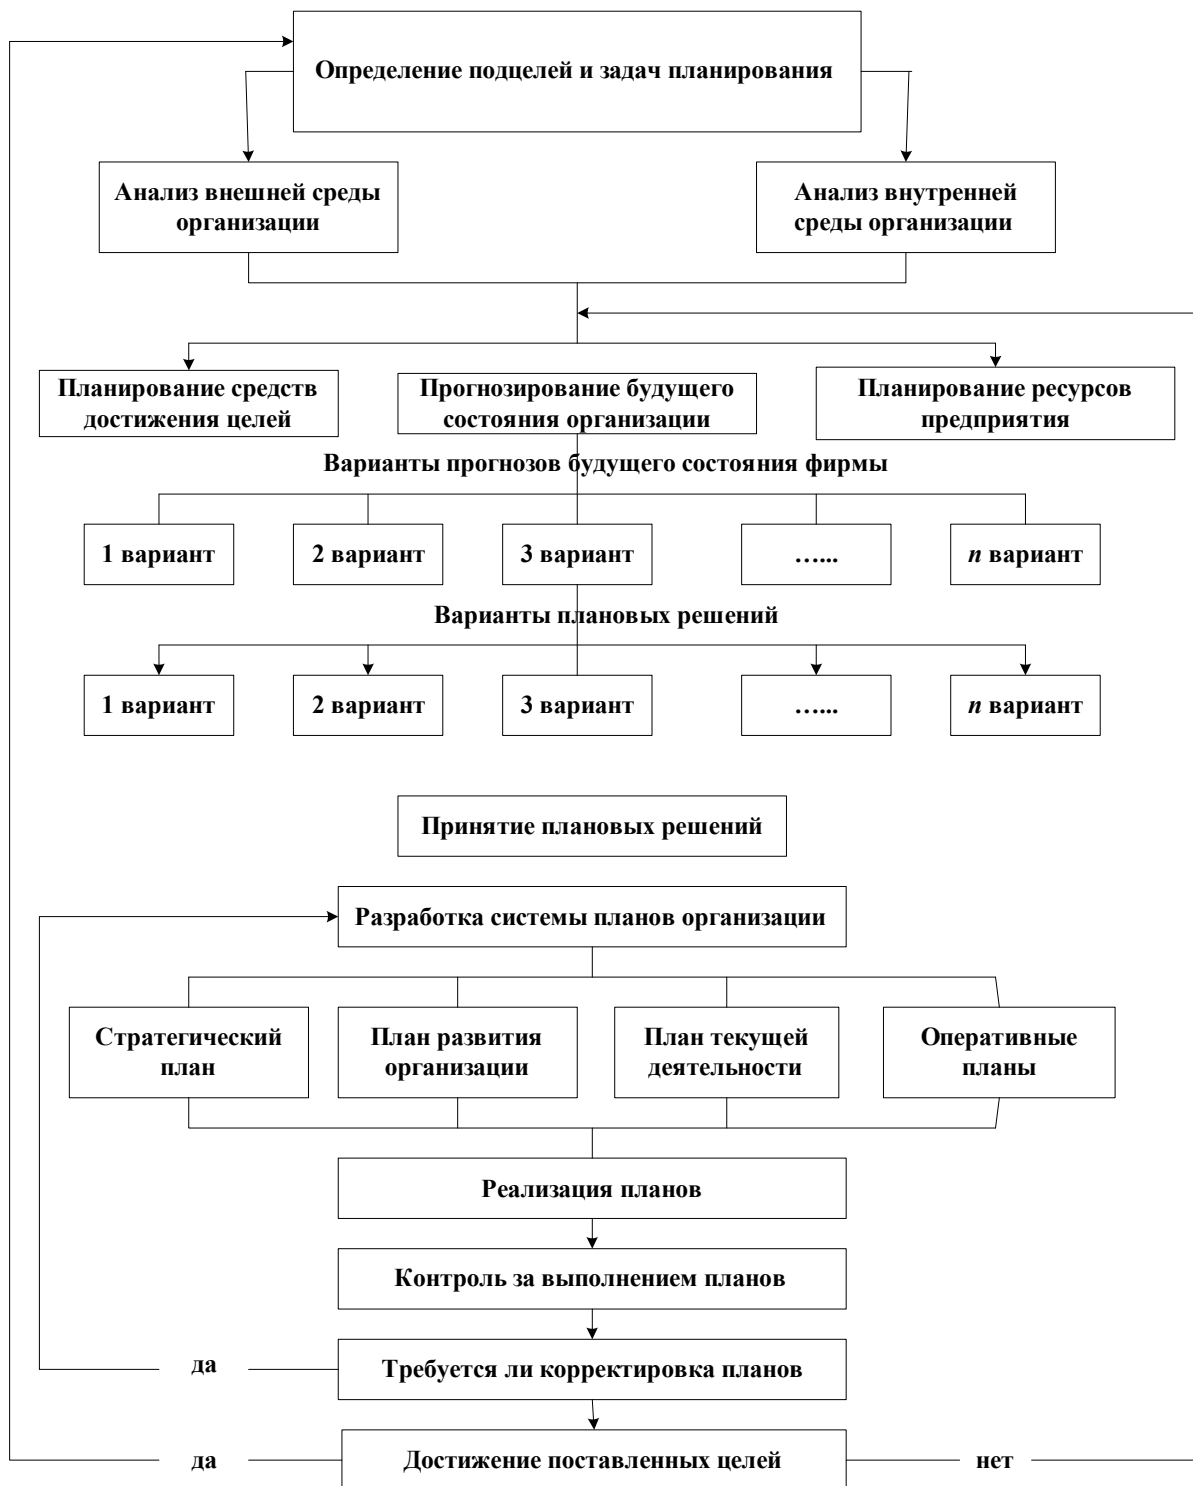 Определение подцелей и задач планирования
Анализ внешней среды
организации
Анализ внутренней
среды организации
Планирование средств
достижения целей
Прогнозирование будущего
состояния организации
Планирование ресурсов
предприятия
Варианты прогнозов будущего состояния фирмы
1 вариант
2 вариант
3 вариант
…...
n вариант
Варианты плановых решений
1 вариант
2 вариант
3 вариант
…...
n вариант
Принятие плановых решений
Разработка системы планов организации
Стратегический
план
План развития
организации
План текущей
деятельности
Оперативные
планы
Реализация планов
Контроль за выполнением планов
да
Требуется ли корректировка планов
да
Достижение поставленных целей
нет